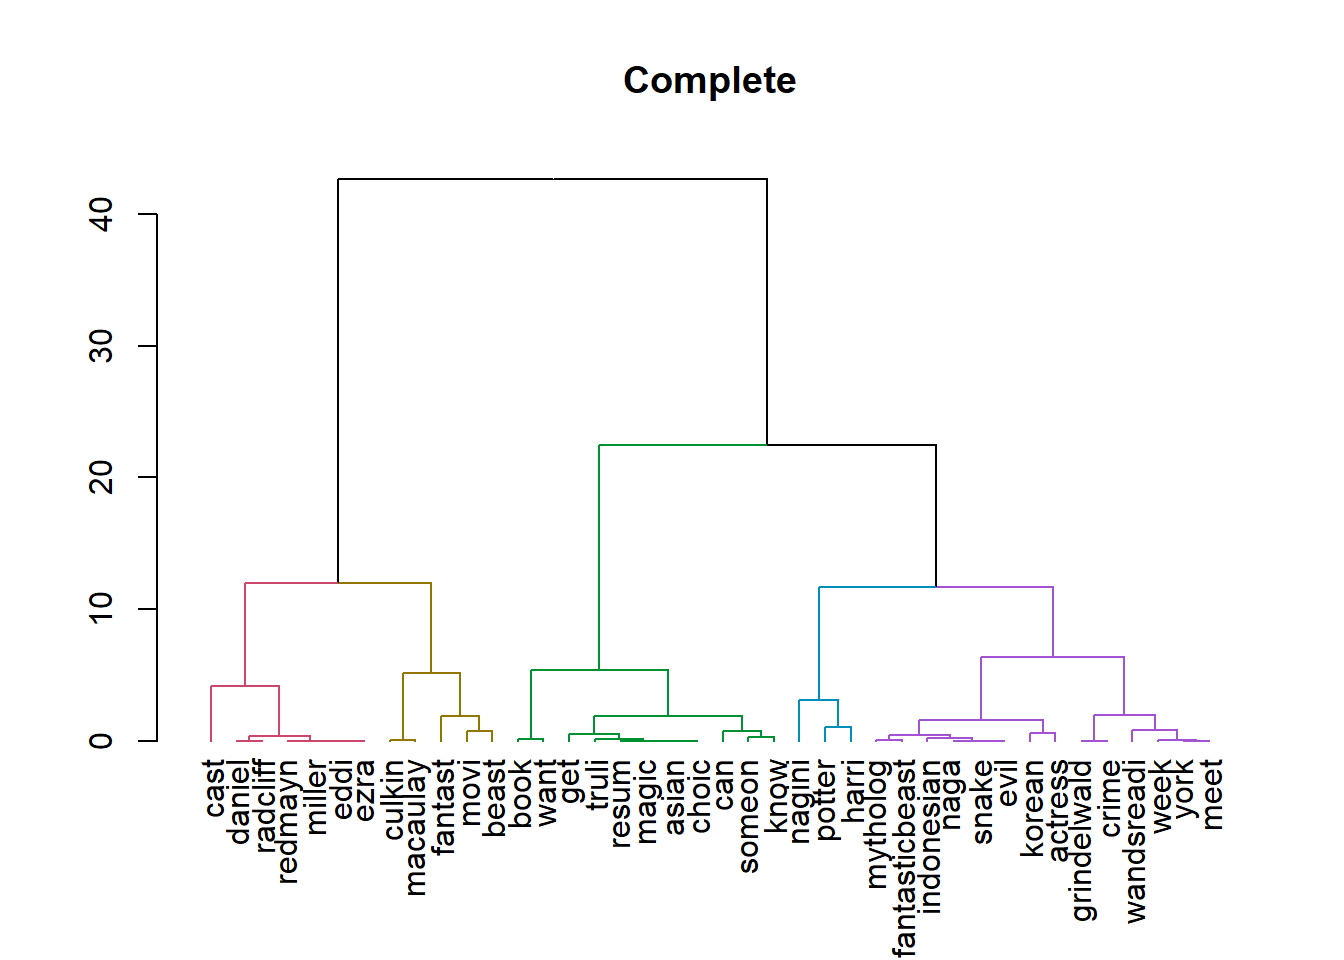 Complete
40
30
20
10
0
cast
daniel
radcliff
redmayn
miller
eddi
ezra
culkin
macaulay
fantast
movi
beast
book
want
get
truli
resum
magic
asian
choic
can
someon
know
nagini
potter
harri
mytholog
fantasticbeast
indonesian
naga
snake
evil
korean
actress
grindelwald
crime
wandsreadi
week
york
meet